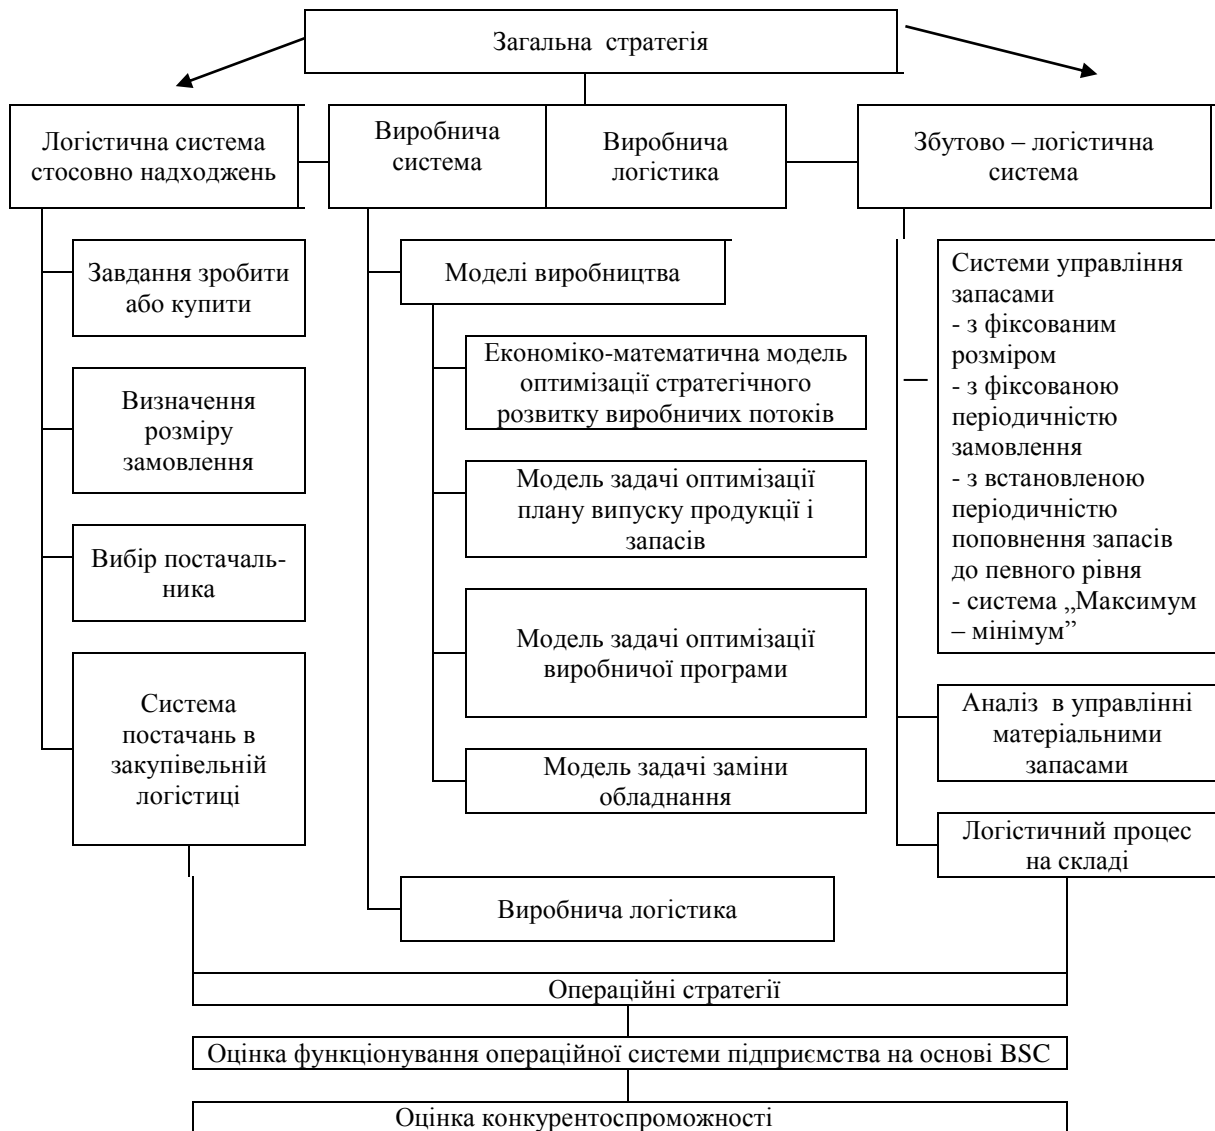 Загальна стратегія
Логістична система
стосовно надходжень
Виробнича
система
Виробнича
логістика
Збутово – логістична
система
Завдання зробити
або купити
Визначення
розміру
замовлення
Вибір постачаль-
ника
Система
постачань в
закупівельній
логістиці
Моделі виробництва
Економіко-математична модель
оптимізації стратегічного
розвитку виробничих потоків
Модель задачі оптимізації
плану випуску продукції і
запасів
Модель задачі оптимізації
виробничої програми
Модель задачі заміни
обладнання
Виробнича логістика
Системи управління
запасами
- з фіксованим
розміром
- з фіксованою
періодичністю
замовлення
- з встановленою
періодичністю
поповнення запасів
до певного рівня
- система „Максимум
– мінімум”
Аналіз в управлінні
матеріальними
запасами
Логістичний процес
на складі
Операційні стратегії
Оцінка функціонування операційної системи підприємства на основі BSC
Оцінка конкурентоспроможності